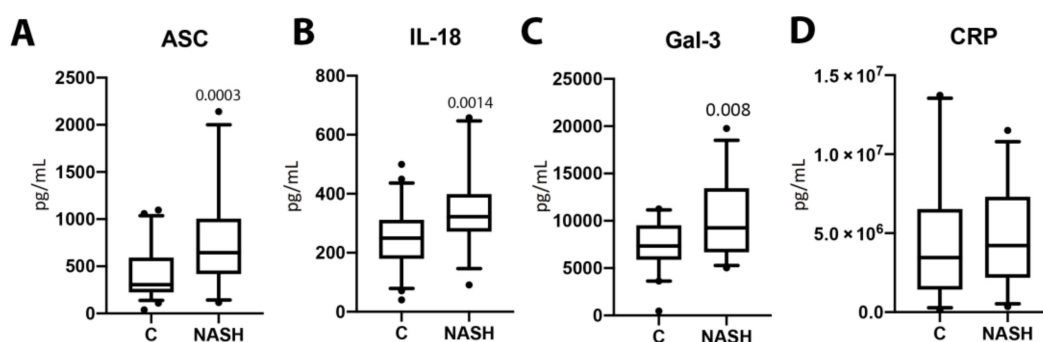 A
ASC
pg/mL
2500
2000
1500
1000
500
0
0.0003
C
NASH
B
IL-18
pg/mL
800
600
400
200
0
0.0014
C
NASH
C
Gal-3
pg/mL
25000
20000
15000
10000
5000
0
0.008
C
NASH
D
CRP
pg/mL
1.5 × 10⁷
1.0 × 10⁷
5.0 × 10⁶
0.0
C
NASH